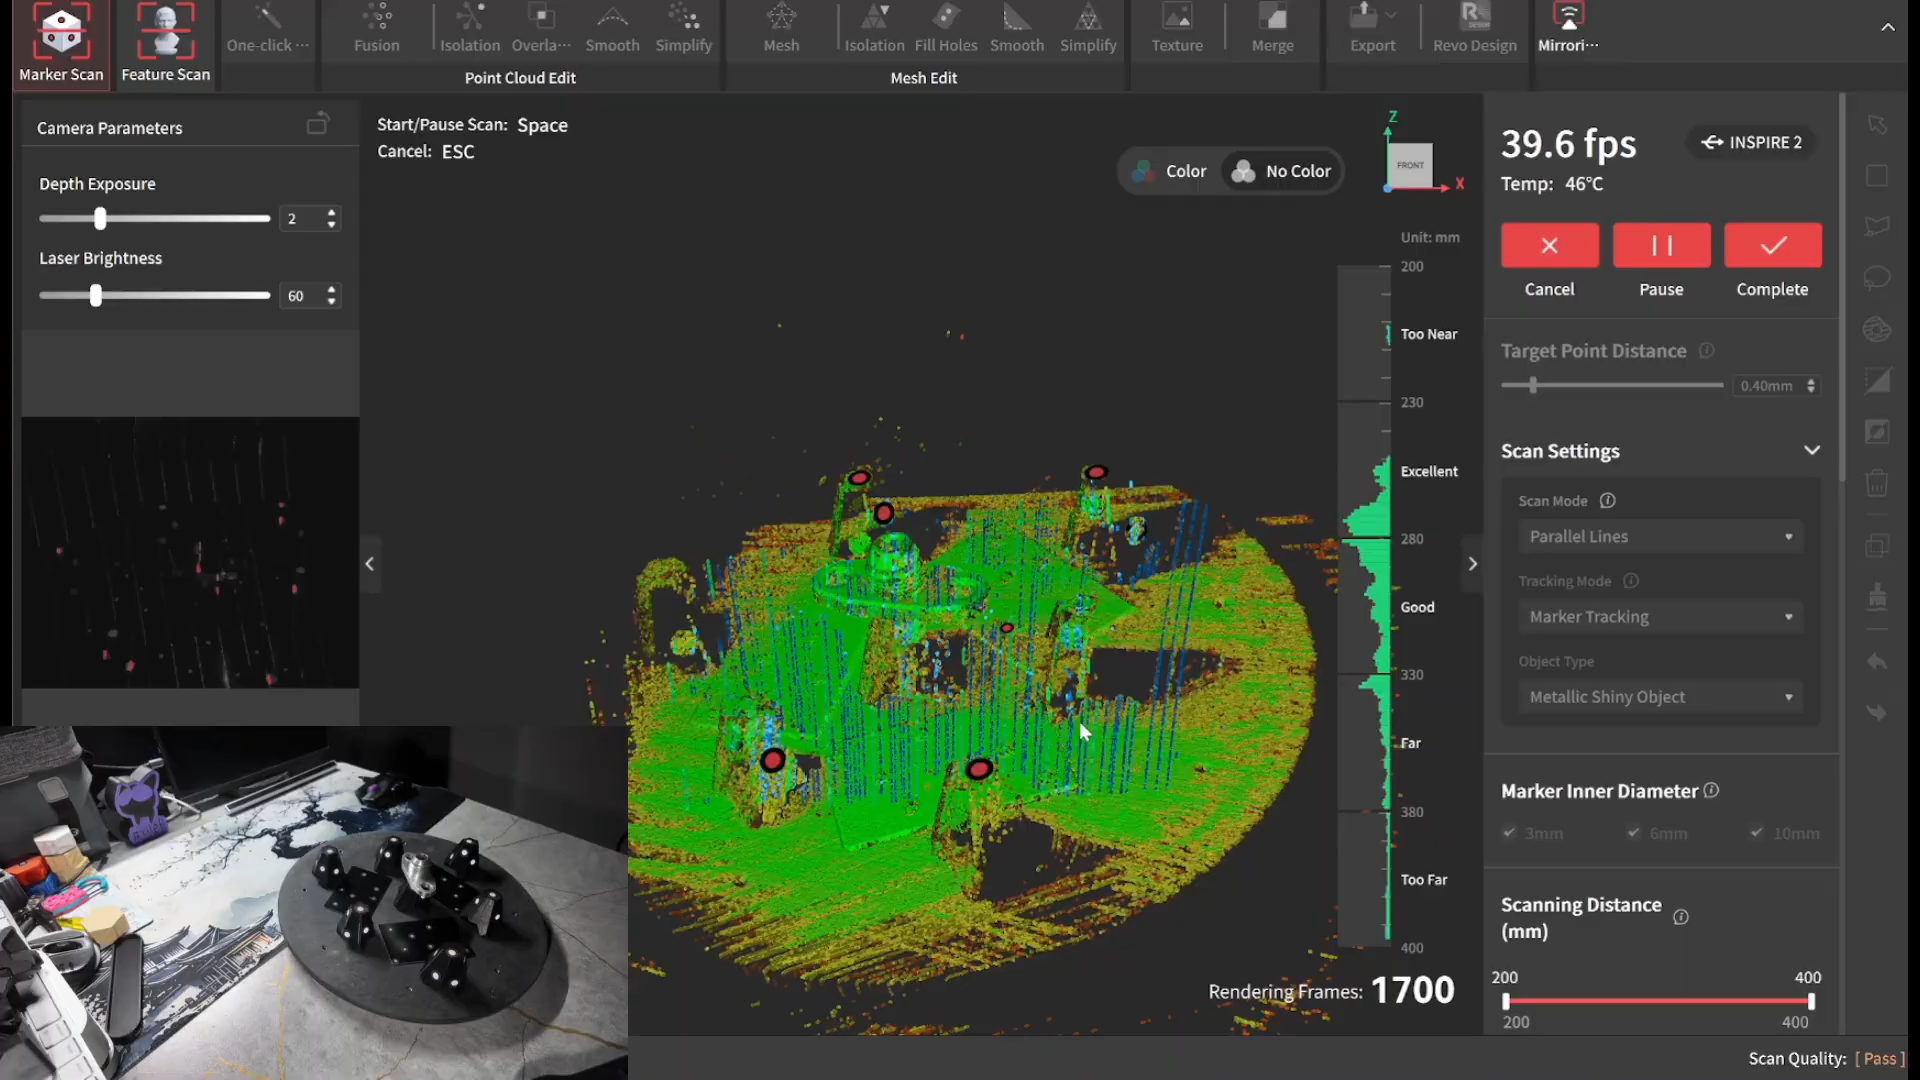 Marker Scan
Feature Scan
One-click ···
Fusion
Isolation
Overla···
Smooth
Simplify
Point Cloud Edit
Mesh
Isolation
Fill Holes
Smooth
Simplify
Mesh Edit
Texture
Merge
Export
Revo Design
Mirrori···
Camera Parameters
Depth Exposure
2
Laser Brightness
60
Start/Pause Scan: Space
Cancel: ESC
Color
No Color
Z
FRONT
X
Unit: mm
200
Too Near
230
Excellent
280
Good
330
Far
380
Too Far
400
Rendering Frames: 1700
39.6 fps
INSPIRE 2
Temp: 46°C
Cancel
Pause
Complete
Target Point Distance
0.40mm
Scan Settings
Scan Mode
Parallel Lines
Tracking Mode
Marker Tracking
Object Type
Metallic Shiny Object
Marker Inner Diameter
3mm
6mm
10mm
Scanning Distance
(mm)
200
400
200
400
Scan Quality: [ Pass ]